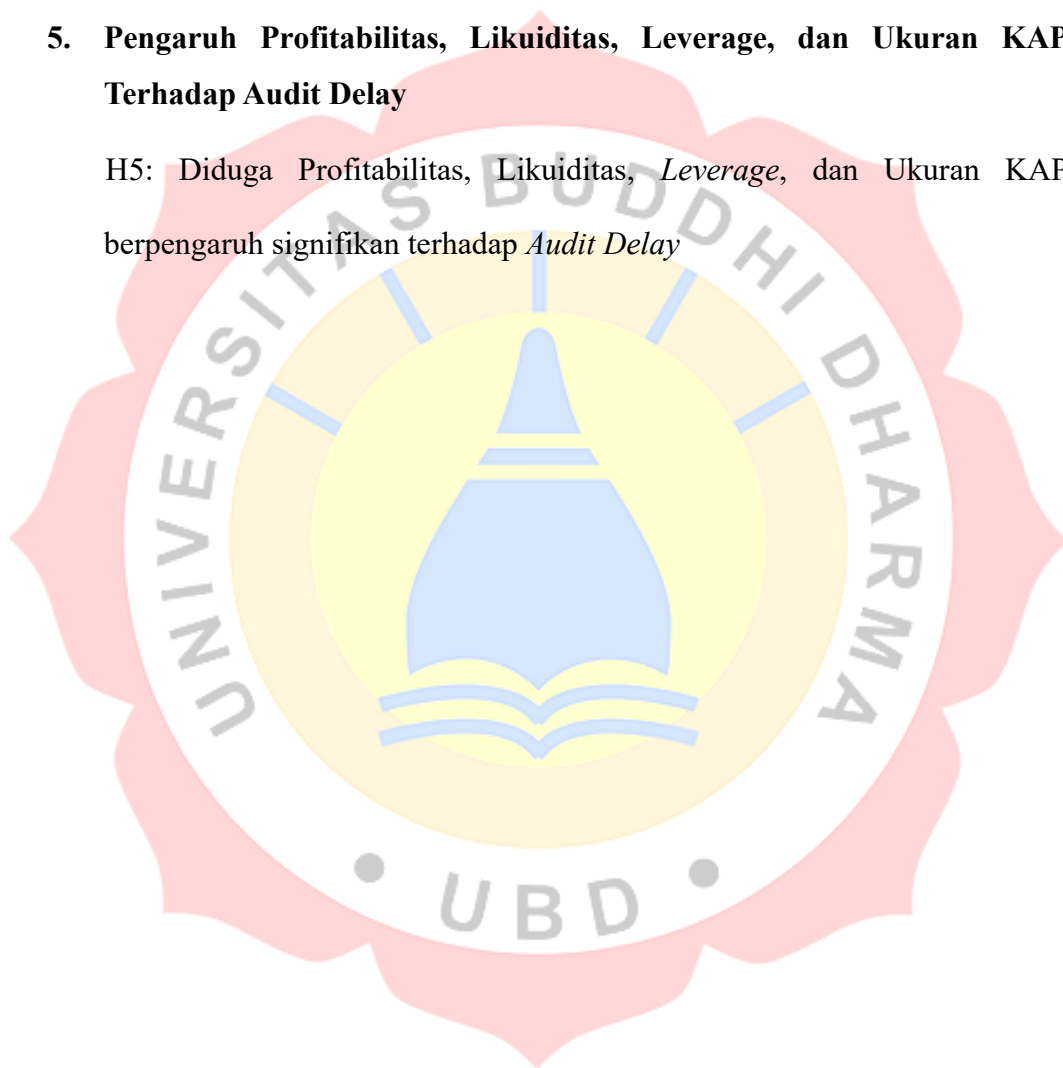 5. Pengaruh Profitabilitas, Likuiditas, Leverage, dan Ukuran KAP
Terhadap Audit Delay
H5: Diduga Profitabilitas, Likuiditas, Leverage, dan Ukuran KAP
berpengaruh signifikan terhadap Audit Delay
UNIVERSITAS BUDDHI DHARMA
• UBD •